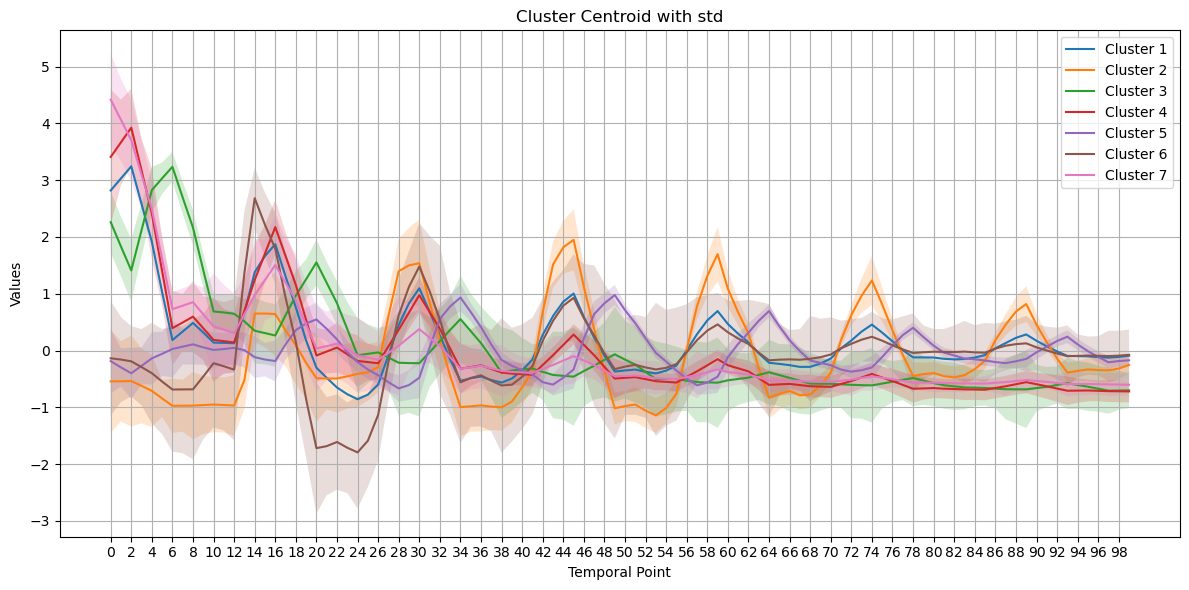 Cluster Centroid with std
Values
5
4
3
2
1
0
−1
−2
−3
Cluster 1
Cluster 2
Cluster 3
Cluster 4
Cluster 5
Cluster 6
Cluster 7
0 2 4 6 8 10 12 14 16 18 20 22 24 26 28 30 32 34 36 38 40 42 44 46 48 50 52 54 56 58 60 62 64 66 68 70 72 74 76 78 80 82 84 86 88 90 92 94 96 98
Temporal Point